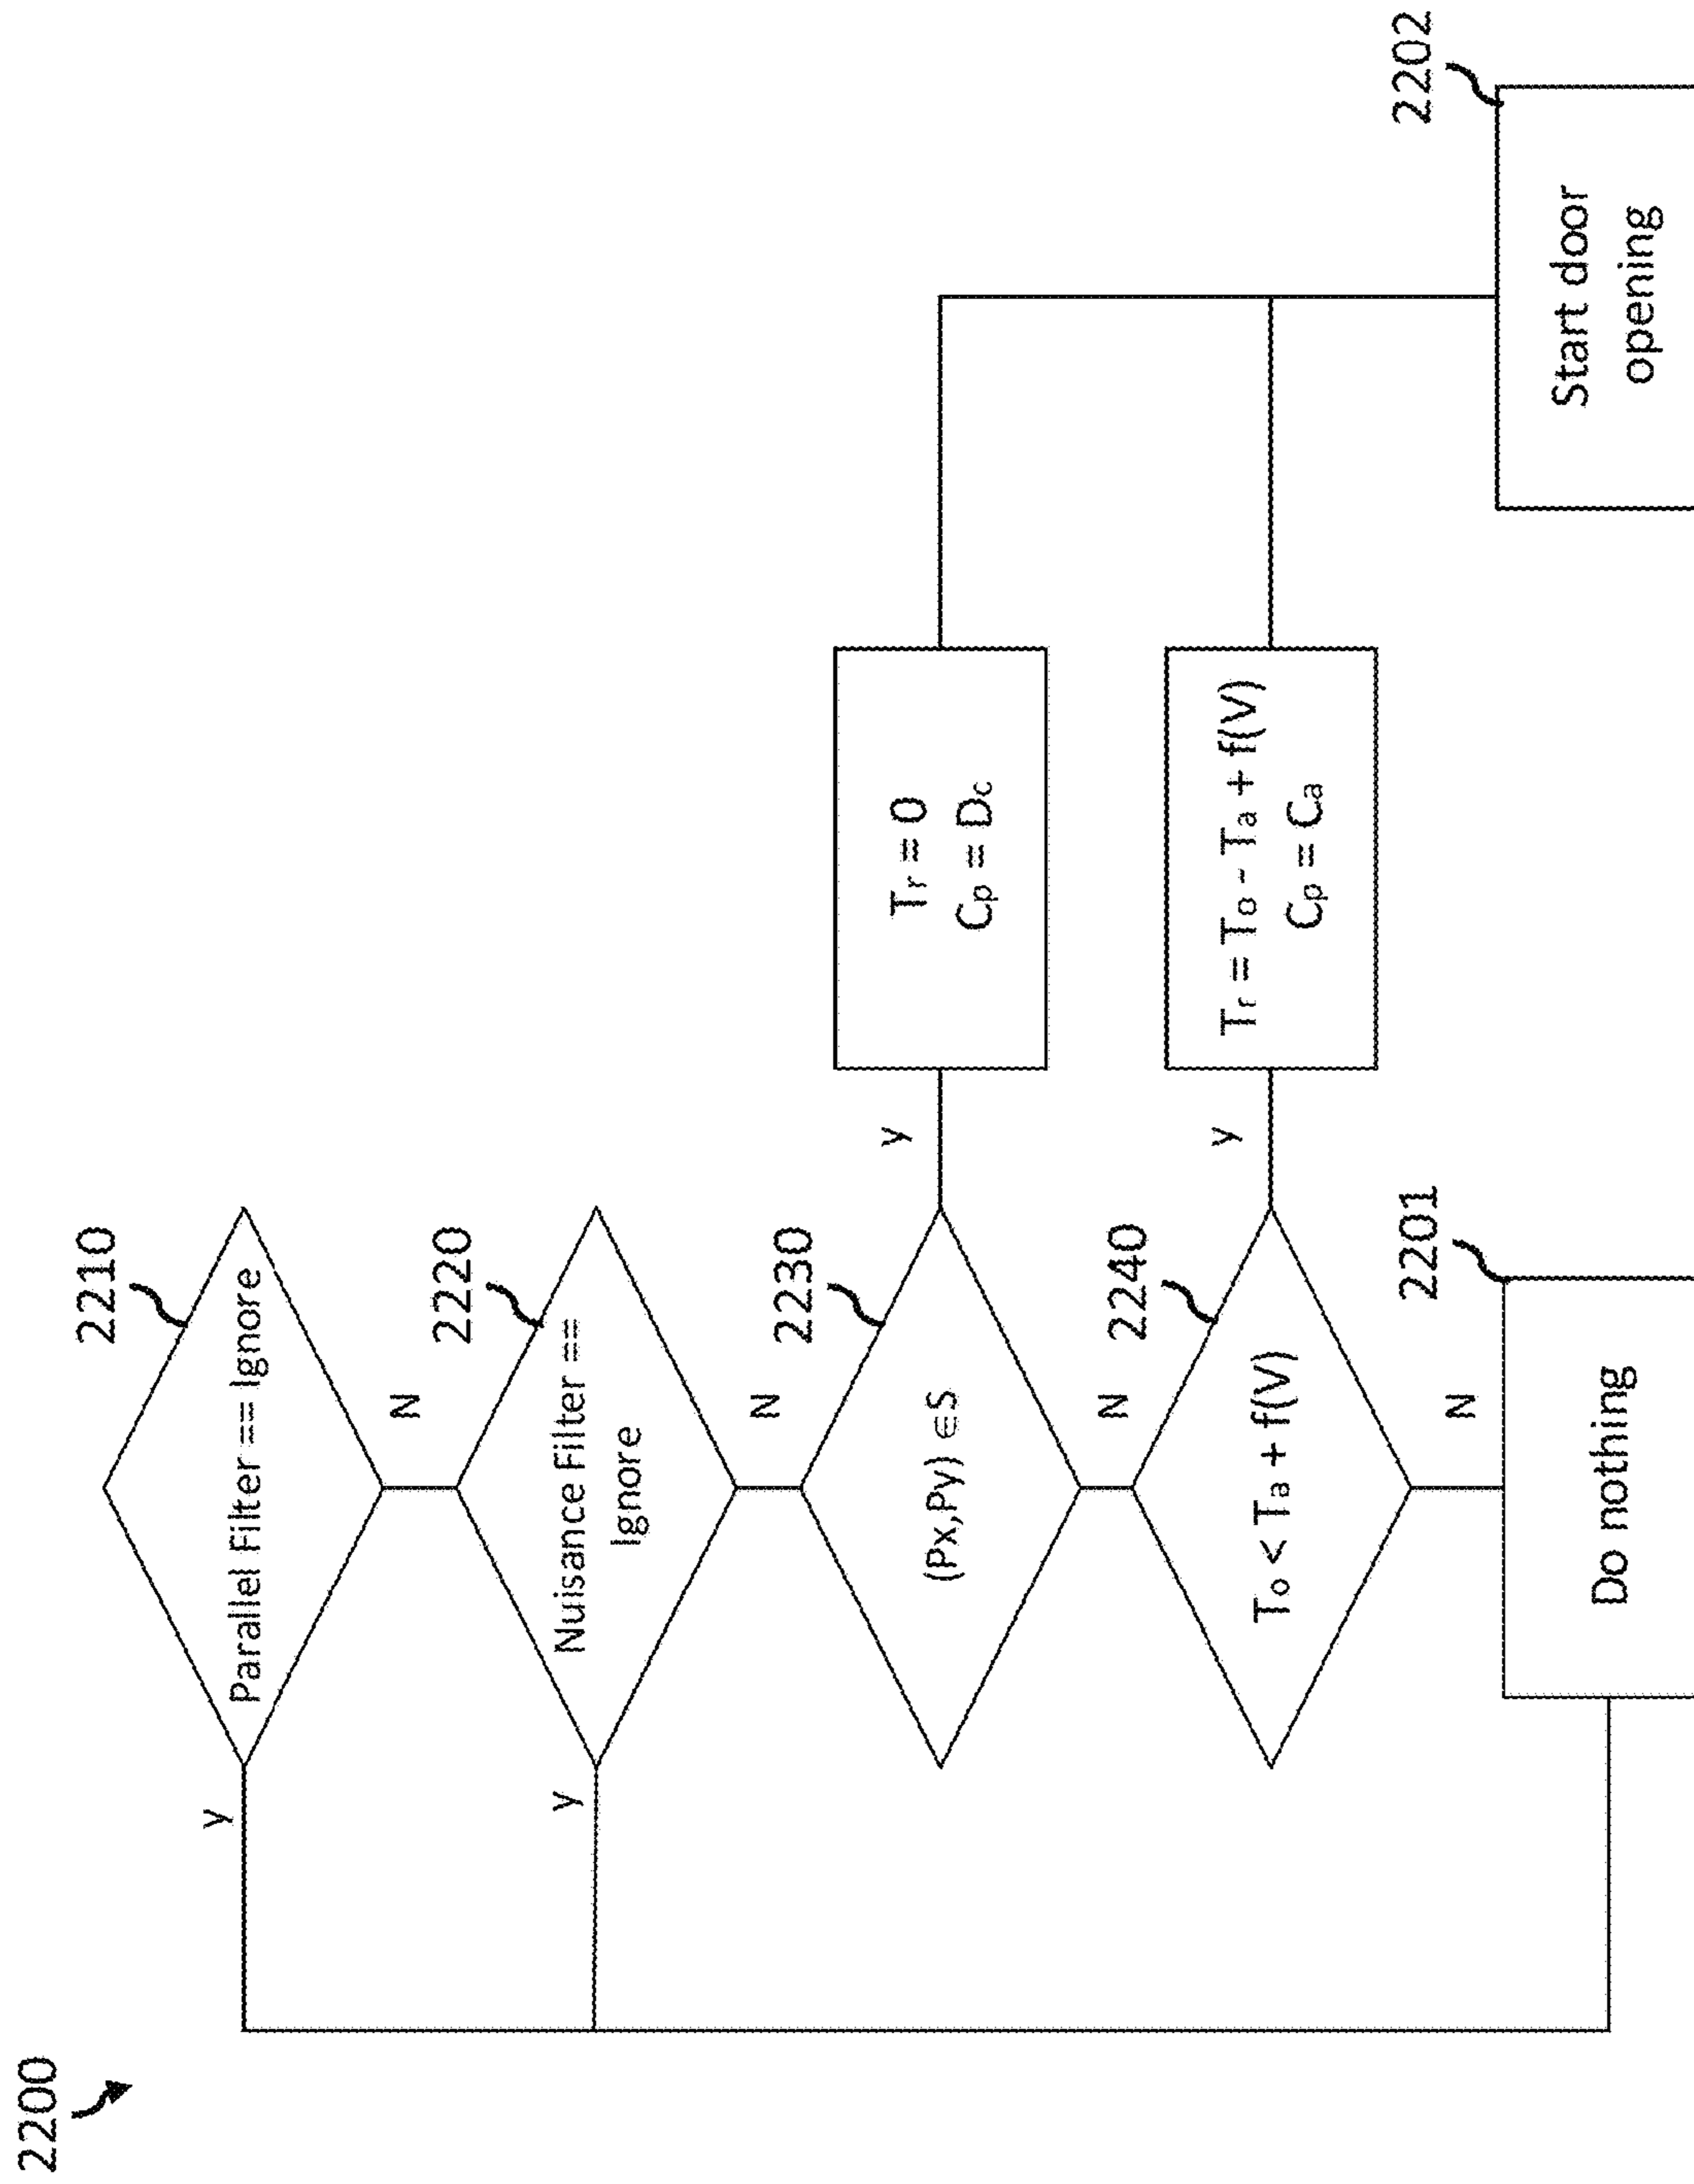 2200
2210
Parallel Filter == Ignore
y
N
2220
Nuisance Filter ==
Ignore
y
N
2230
(Px,Py) ∈S
y
Tr = 0
Cp = Dc
N
2240
To < Ta + f(V)
y
Tr = To - Ta + f(V)
Cp = Ca
N
2201
Do nothing
2202
Start door
opening